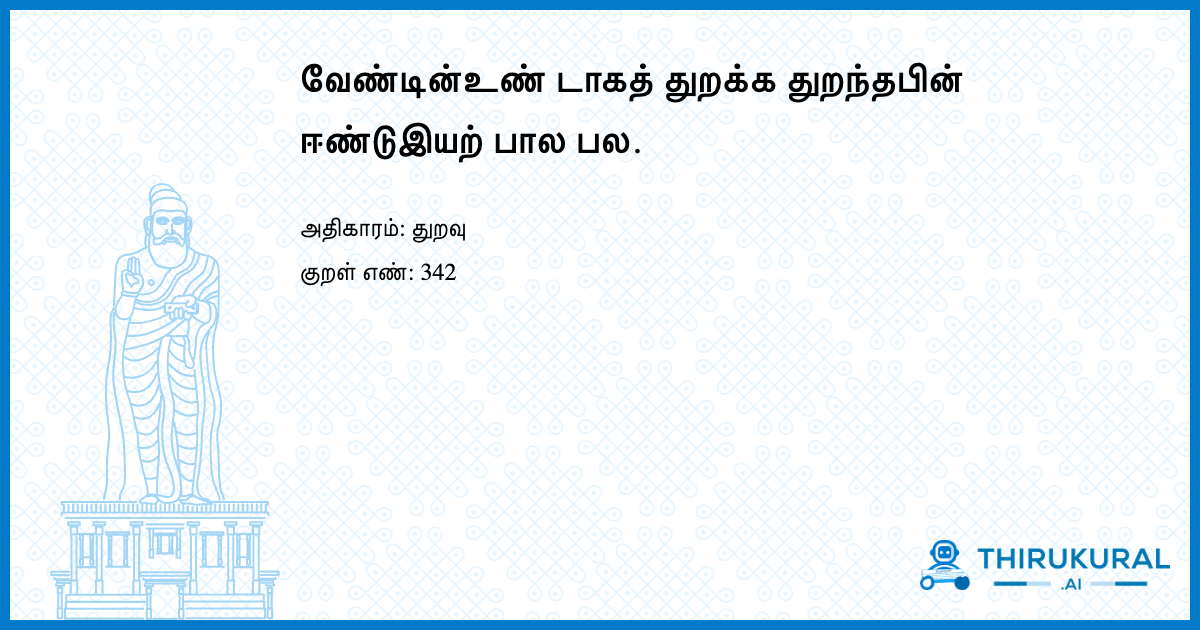 வேண்டின்உண் டாகத் துறக்க துறந்தபின்
ஈண்டுஇயற் பால பல.
அதிகாரம்: துறவு
குறள் எண்: 342
THIRUKURAL
.AI